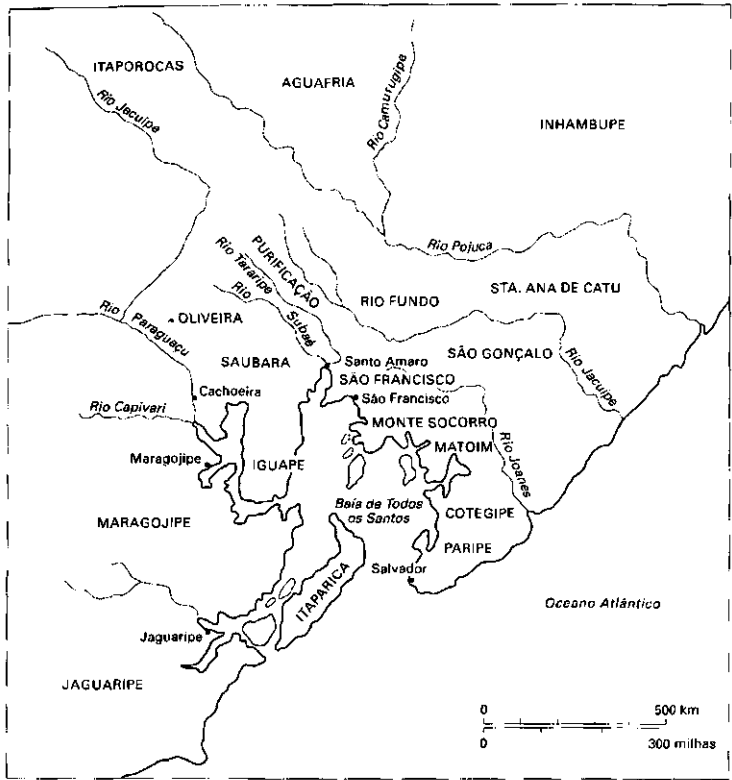 ITAPOROCAS
AGUAFRIA
Rio Jacuípe
Rio Camurugipe
INHAMBUPE
Rio Pojuca
PURIFICAÇÃO
Rio Tararipe
Rio
Subaé
RIO FUNDO
STA. ANA DE CATU
Rio Paraguaçu
OLIVEIRA
SAUBARA
Santo Amaro
SÃO GONÇALO
Rio Jacuípe
SÃO FRANCISCO
Cachoeira
São Francisco
Rio Capivari
MONTE SOCORRO
MATOIM
Rio Joanes
Maragojipe
IGUAPE
Baía de Todos
os Santos
COTEGIPE
MARAGOJIPE
PARIPE
Salvador
ITAPARICA
Oceano Atlântico
Jaguaripe
JAGUARIPE
0 500 km
0 300 milhas